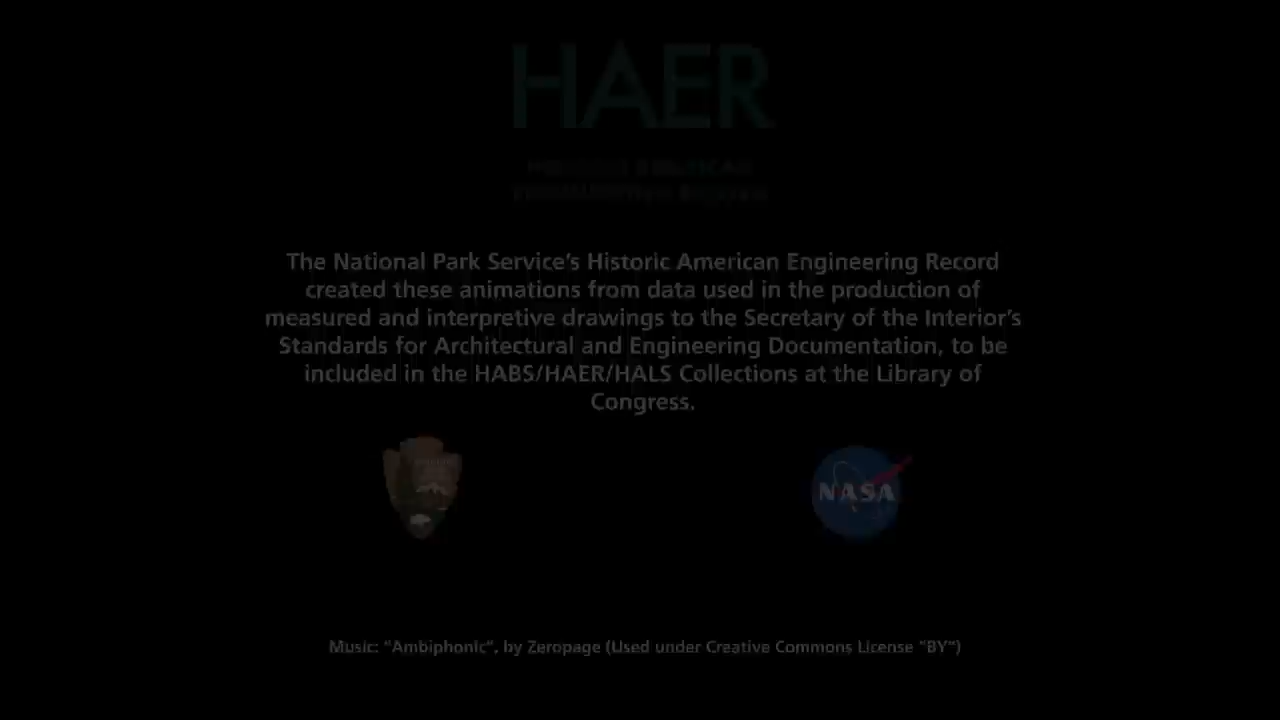 HAER
The National Park Service's Historic American Engineering Record
created these animations from data used in the production of
measured and interpretive drawings to the Secretary of the Interior's
Standards for Architectural and Engineering Documentation, to be
included in the HABS/HAER/HALS Collections at the Library of
Congress.
NASA
Music: "Ambiphonic", by Zeropage (Used under Creative Commons License "BY")